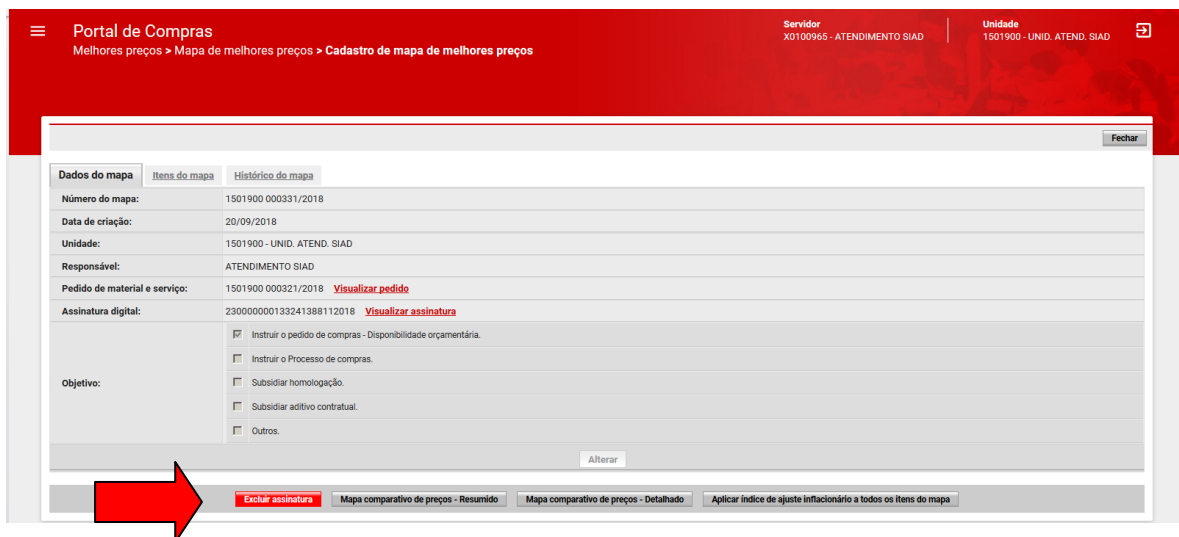 Portal de Compras
Melhores preços > Mapa de melhores preços > Cadastro de mapa de melhores preços
Servidor
X0100965 - ATENDIMENTO SIAD
Unidade
1501900 - UNID. ATEND. SIAD
Fechar
Dados do mapa Itens do mapa Histórico do mapa
Número do mapa: 1501900 000331/2018
Data de criação: 20/09/2018
Unidade: 1501900 - UNID. ATEND. SIAD
Responsável: ATENDIMENTO SIAD
Pedido de material e serviço: 1501900 000321/2018 Visualizar pedido
Assinatura digital: 230000000133241388112018 Visualizar assinatura
Objetivo:
Instruir o pedido de compras - Disponibilidade orçamentária.
Instruir o Processo de compras.
Subsidiar homologação.
Subsidiar aditivo contratual.
Outros.
Alterar
Excluir assinatura Mapa comparativo de preços - Resumido Mapa comparativo de preços - Detalhado Aplicar índice de ajuste inflacionário a todos os itens do mapa